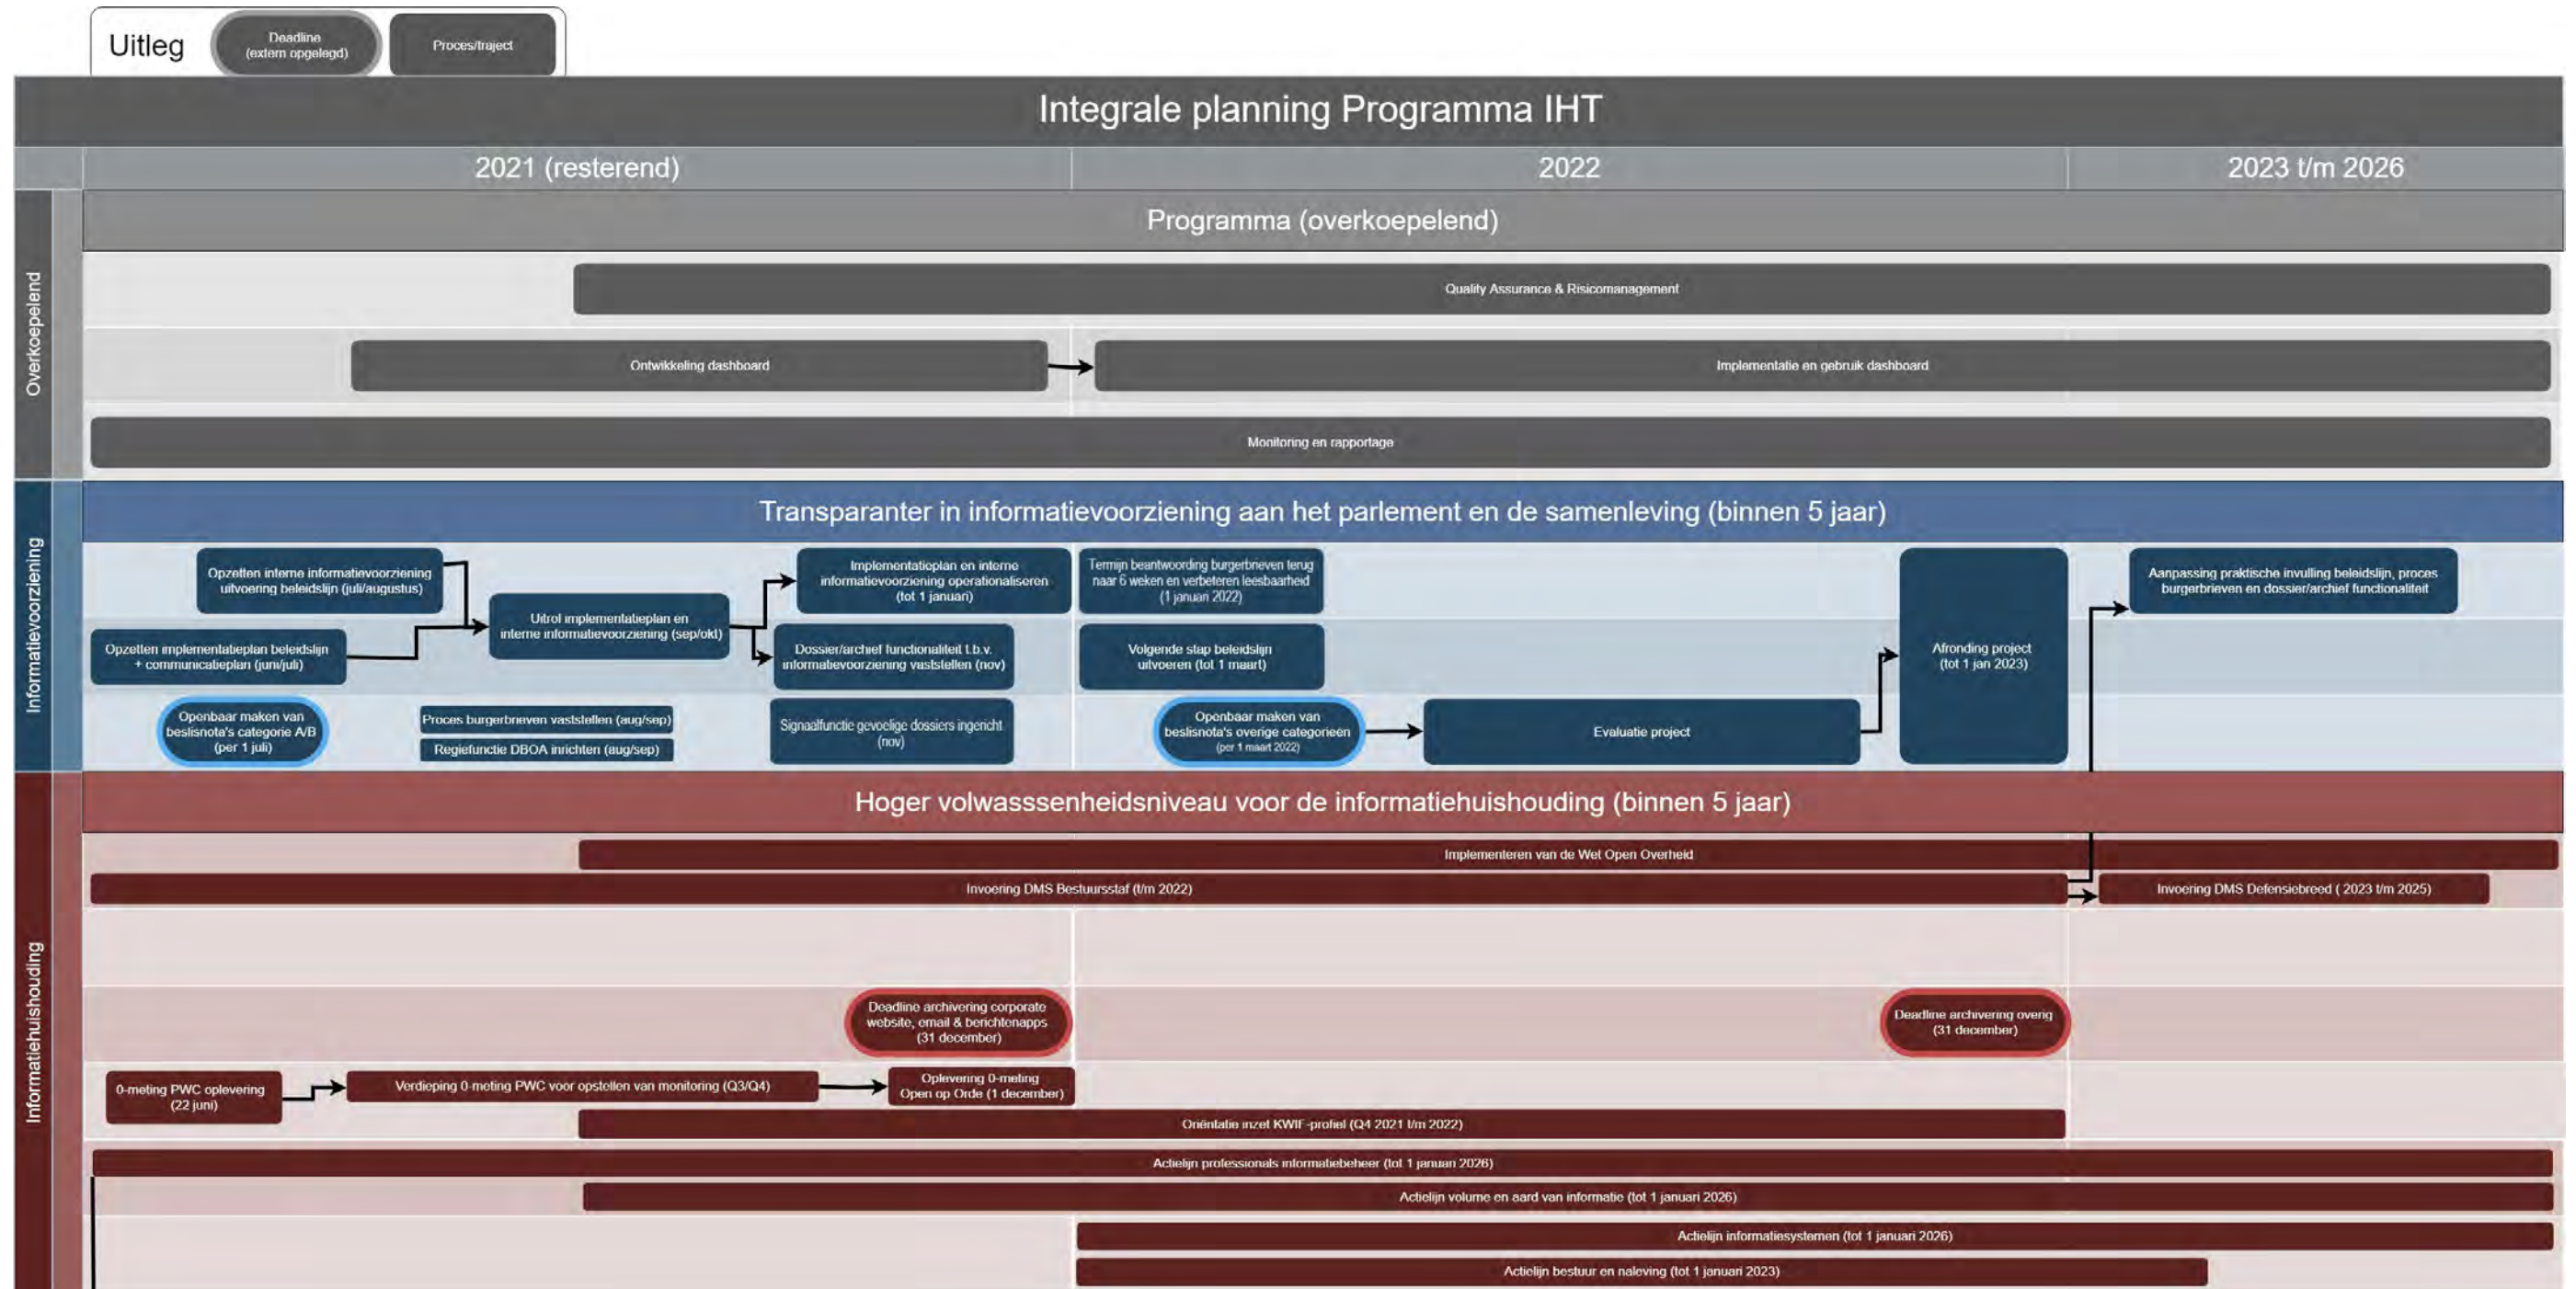 Uitleg
Deadline
(extern opgelegd)
Proces/traject
Integrale planning Programma IHT
2021 (resterend)
2022
2023 t/m 2026
Overkoepelend
Programma (overkoepelend)
Quality Assurance & Risicomanagement
Ontwikkeling dashboard
Implementatie en gebruik dashboard
Monitoring en rapportage
Informatievoorziening
Transparanter in informatievoorziening aan het parlement en de samenleving (binnen 5 jaar)
Opzetten interne informatievoorziening
uitvoering beleidslijn (juli/augustus)
Opzetten implementatieplan beleidslijn
+ communicatieplan (juni/juli)
Uitrol implementatieplan en
interne informatievoorziening (sep/okt)
Implementatieplan en interne
informatievoorziening operationaliseren
(tot 1 januari)
Dossier/archief functionaliteit t.b.v.
informatievoorziening vaststellen (nov)
Termijn beantwoording burgerbrieven terug
naar 6 weken en verbeteren leesbaarheid
(1 januari 2022)
Volgende stap beleidslijn
uitvoeren (tot 1 maart)
Afronding project
(tot 1 jan 2023)
Aanpassing praktische invulling beleidslijn, proces
burgerbrieven en dossier/archief functionaliteit
Openbaar maken van
beslisnota's categorie A/B
(per 1 juli)
Proces burgerbrieven vaststellen (aug/sep)
Regiefunctie DBOA inrichten (aug/sep)
Signaalfunctie gevoelige dossiers ingericht
(nov)
Openbaar maken van
beslisnota's overige categorieen
(per 1 maart 2022)
Evaluatie project
Informatiehuishouding
Hoger volwasssenheidsniveau voor de informatiehuishouding (binnen 5 jaar)
Implementeren van de Wet Open Overheid
Invoering DMS Bestuursstaf (t/m 2022)
Invoering DMS Defensiebreed ( 2023 t/m 2025)
Deadline archivering corporate
website, email & berichtenapps
(31 december)
Deadline archivering overig
(31 december)
0-meting PWC oplevering
(22 juni)
Verdieping 0-meting PWC voor opstellen van monitoring (Q3/Q4)
Oplevering 0-meting
Open op Orde (1 december)
Oriëntatie inzet KWIF-profiel (Q4 2021 t/m 2022)
Actielijn professionals informatiebeheer (tot 1 januari 2026)
Actielijn volume en aard van informatie (tot 1 januari 2026)
Actielijn informatiesystemen (tot 1 januari 2026)
Actielijn bestuur en naleving (tot 1 januari 2023)